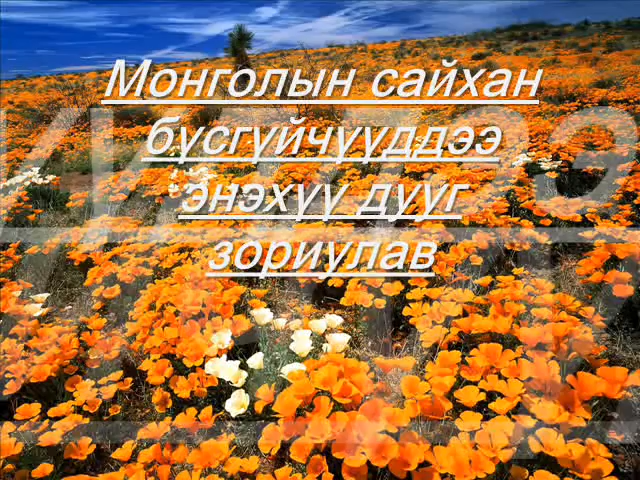 Монголын сайхан
бүсгүйчүүддээ
энэхүү дууг
зориулав